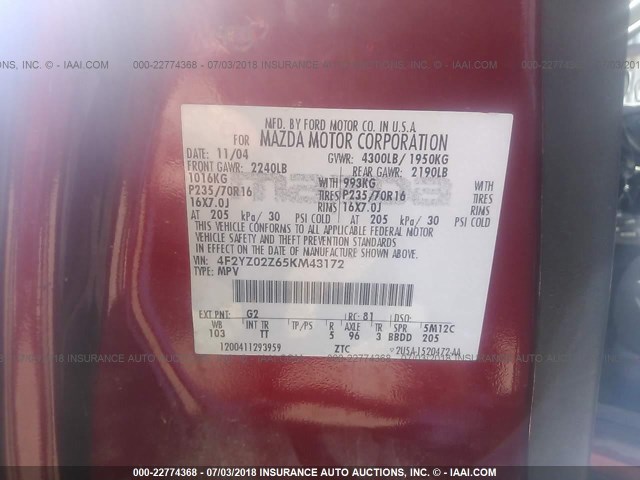 ONS, INC. - IAAI.COM 000-22774368 - 07/03/2018 INSURANCE AUTO AUCTIONS, INC. - IAAI.COM 000-2277
MFD. BY FORD MOTOR CO. IN U.S.A.
FOR MAZDA MOTOR CORPORATION
DATE: 11/04 GVWR: 4300LB/ 1950KG
FRONT GAWR: 2240LB REAR GAWR: 2190LB
1016KG WITH 993KG WITH
P235/70R16 TIRES P235/70R16 TIRES
16X7.0J RIMS 16X7.0J RIMS
AT 205 kPa/ 30 PSI COLD AT 205 kPa/ 30 PSI COLD
THIS VEHICLE CONFORMS TO ALL APPLICABLE FEDERAL MOTOR
VEHICLE SAFETY AND THEFT PREVENTION STANDARDS
IN EFFECT ON THE DATE OF MANUFACTURE SHOWN ABOVE.
VIN: 4F2YZ02Z65KM43172
TYPE: MPV
EXT PNT: G2 RC: 81 DSO:
WB INT TR TP/PS R AXLE TR SPR 5M12C
103 TT 5 96 3 BBDD 205
1200411293959 ZTC
000-22774368 - 07/03/2018 INSURANCE AUTO AUCTIONS, INC. - IAAI.COM